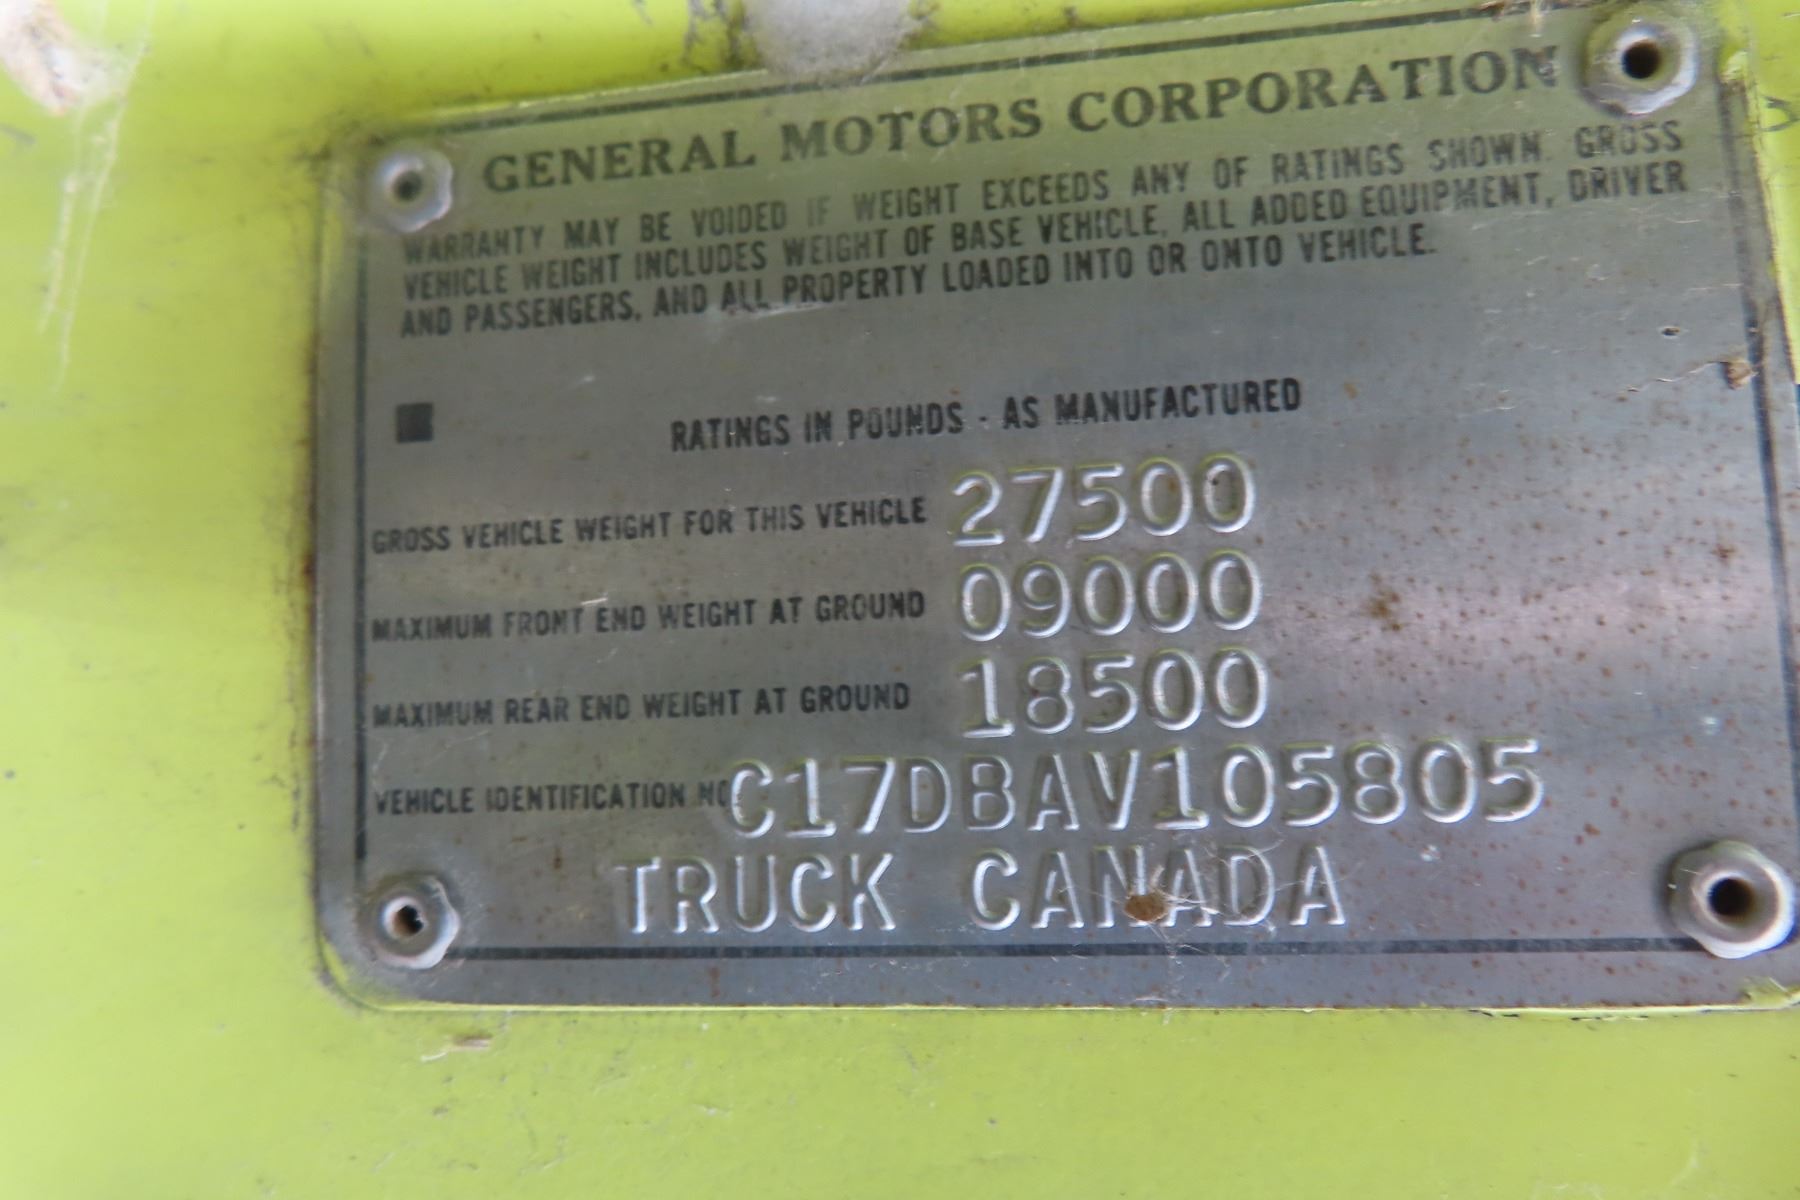 GENERAL MOTORS CORPORATION
WARRANTY MAY BE VOIDED IF WEIGHT EXCEEDS ANY OF RATINGS SHOWN. GROSS
VEHICLE WEIGHT INCLUDES WEIGHT OF BASE VEHICLE, ALL ADDED EQUIPMENT, DRIVER
AND PASSENGERS, AND ALL PROPERTY LOADED INTO OR ONTO VEHICLE.
RATINGS IN POUNDS - AS MANUFACTURED
GROSS VEHICLE WEIGHT FOR THIS VEHICLE 27500
MAXIMUM FRONT END WEIGHT AT GROUND 09000
MAXIMUM REAR END WEIGHT AT GROUND 18500
VEHICLE IDENTIFICATION NO C17DBAV105805
TRUCK CANADA